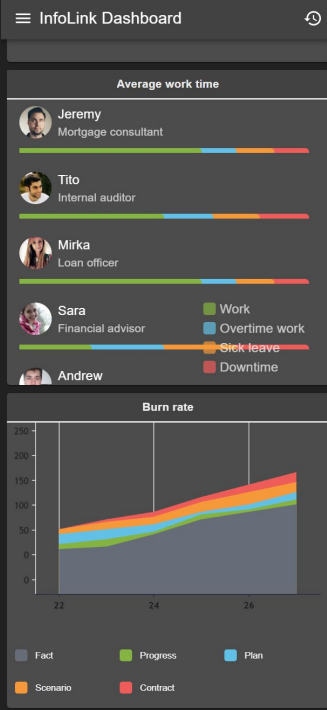 InfoLink Dashboard
Average work time
Jeremy
Mortgage consultant
Tito
Internal auditor
Mirka
Loan officer
Sara
Financial advisor
Work
Overtime work
Sick leave
Downtime
Andrew
Burn rate
250
200
150
100
50
0
0
22 24 26
Fact Progress Plan
Scenario Contract